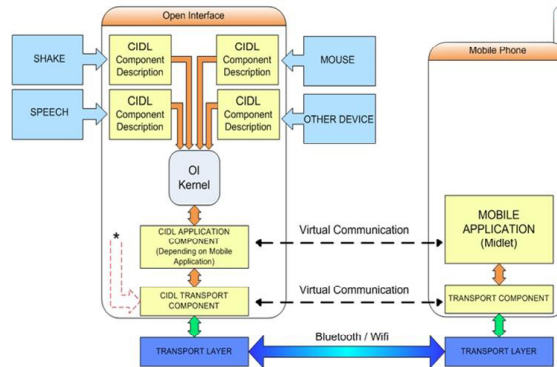 Open Interface
Mobile Phone
SHAKE
CIDL
Component
Description
CIDL
Component
Description
MOUSE
SPEECH
CIDL
Component
Description
CIDL
Component
Description
OTHER DEVICE
OI
Kernel
*
CIDL APPLICATION
COMPONENT
(Depending on Mobile
Application)
Virtual Communication
MOBILE
APPLICATION
(Midlet)
CIDL TRANSPORT
COMPONENT
Virtual Communication
TRANSPORT COMPONENT
Bluetooth / Wifi
TRANSPORT LAYER
TRANSPORT LAYER